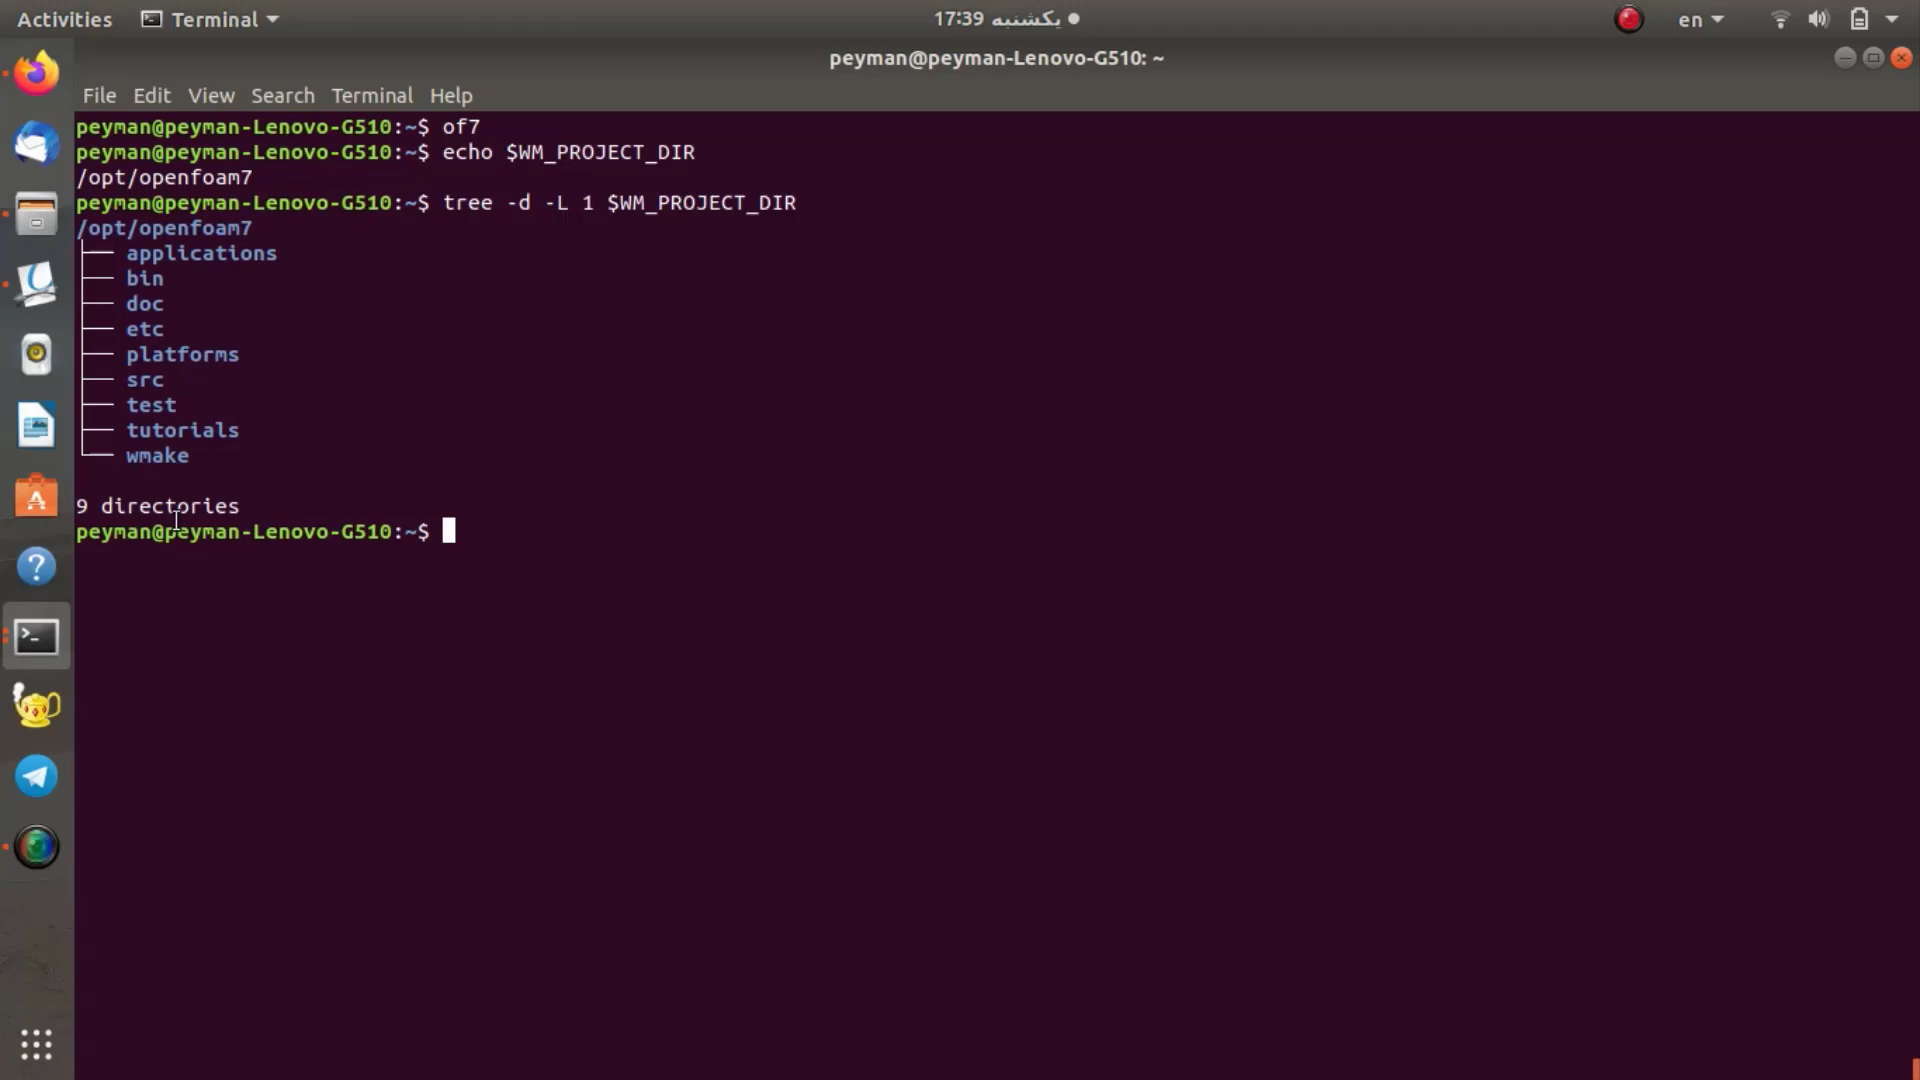 Activities Terminal یکشنبه 17:39 en
peyman@peyman-Lenovo-G510: ~
File Edit View Search Terminal Help
peyman@peyman-Lenovo-G510:~$ of7
peyman@peyman-Lenovo-G510:~$ echo $WM_PROJECT_DIR
/opt/openfoam7
peyman@peyman-Lenovo-G510:~$ tree -d -L 1 $WM_PROJECT_DIR
/opt/openfoam7
├── applications
├── bin
├── doc
├── etc
├── platforms
├── src
├── test
├── tutorials
└── wmake
9 directories
peyman@peyman-Lenovo-G510:~$